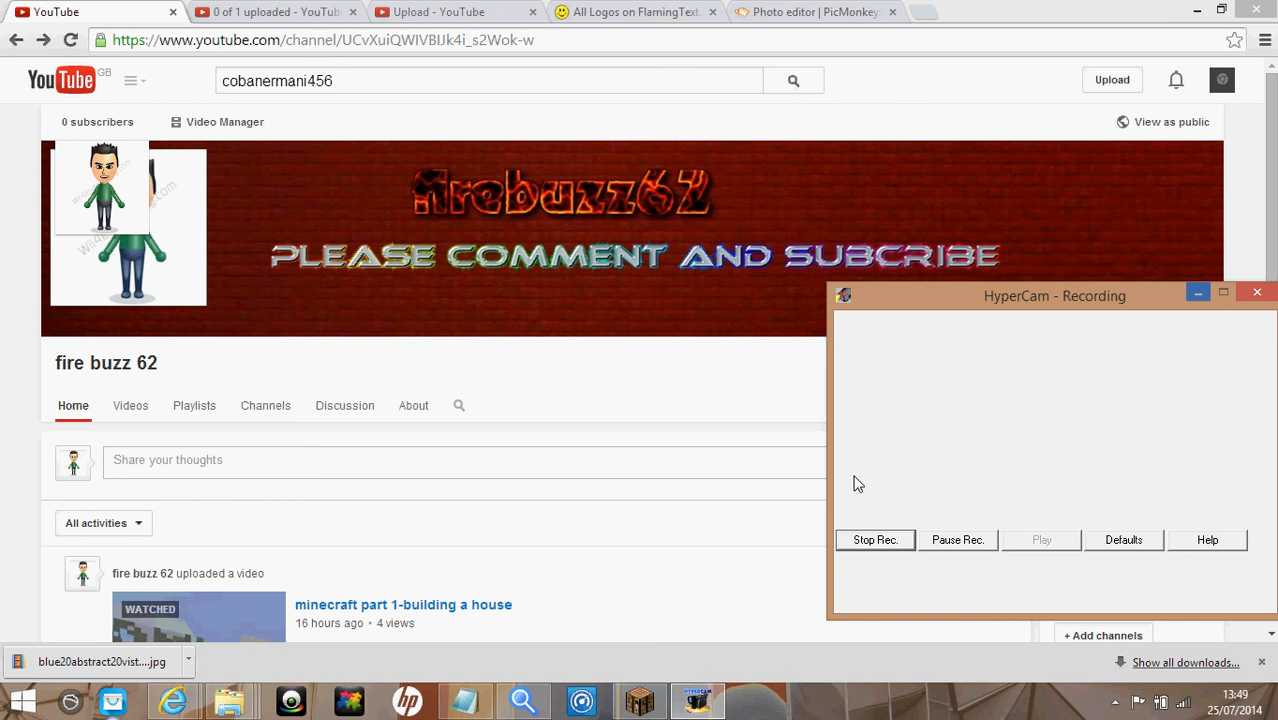 YouTube
0 of 1 uploaded - YouTub
Upload - YouTube
All Logos on FlamingText
Photo editor | PicMonkey
https://www.youtube.com/channel/UCvXuiQWIVBIJk4i_s2Wok-w
YouTube GB
cobanermani456
Upload
0 subscribers
Video Manager
View as public
firebuzz62
PLEASE COMMENT AND SUBCRIBE
HyperCam - Recording
fire buzz 62
Home
Videos
Playlists
Channels
Discussion
About
Share your thoughts
All activities
Stop Rec.
Pause Rec.
Play
Defaults
Help
fire buzz 62 uploaded a video
WATCHED
minecraft part 1-building a house
16 hours ago • 4 views
+ Add channels
blue20abstract20vist....jpg
Show all downloads...
hp
HYPERCAM
13:49
25/07/2014